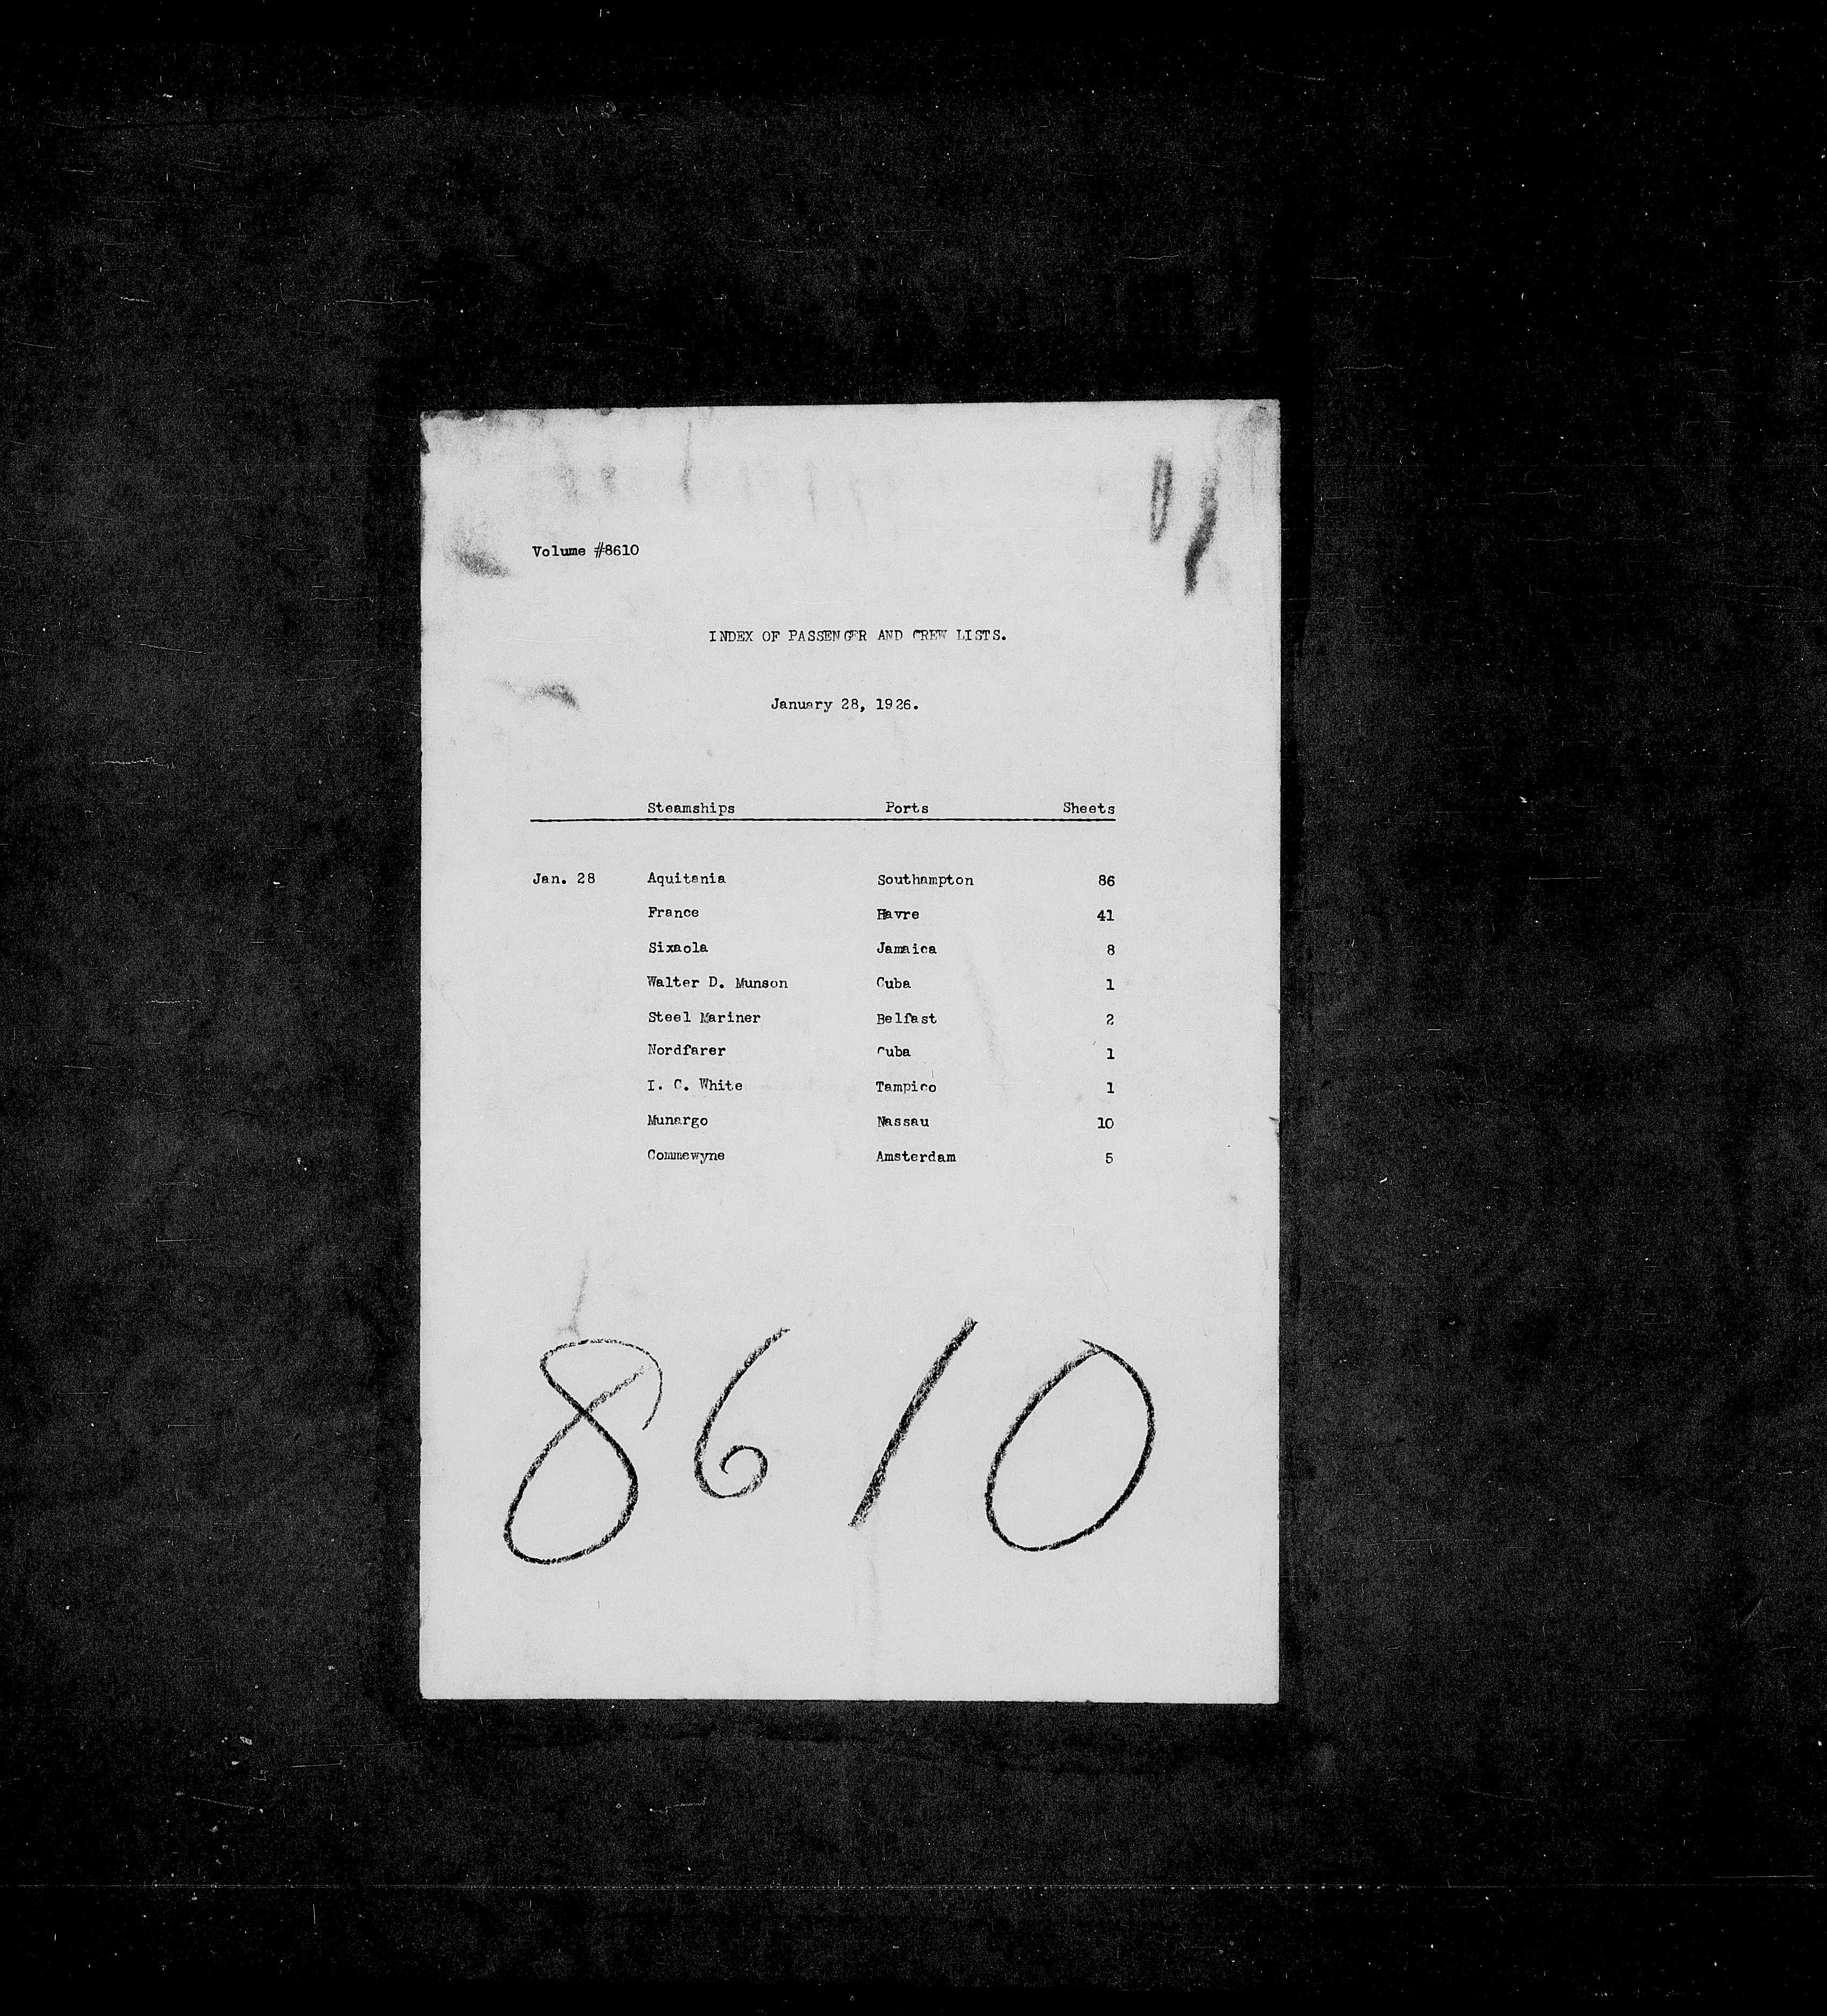 Volume #8610
INDEX OF PASSENGER AND CREW LISTS.
January 28, 1926.
Steamships Ports Sheets
Jan. 28 Aquitania Southampton 86
France Havre 41
Sixaola Jamaica 8
Walter D. Munson Cuba 1
Steel Mariner Belfast 2
Nordfarer Cuba 1
I. C. White Tampico 1
Munargo Nassau 10
Commewyne Amsterdam 5
8610